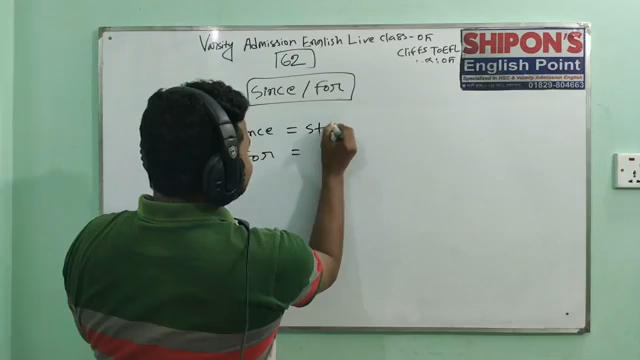 Varsity Admission English Live class-07
62
Cliffs TOEFL
since / for
nce = st
or =
SHIPON'S
English Point
Specialized in HSC & Varsity Admission English
01829-804663